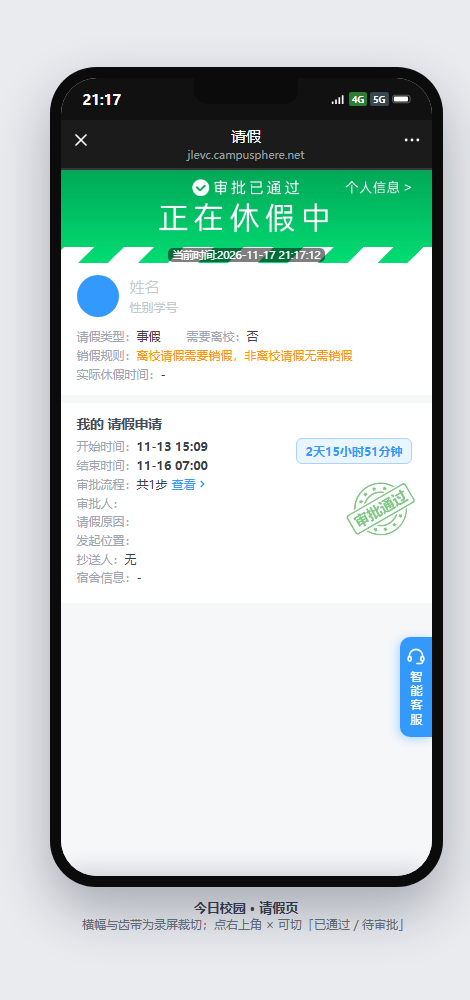 21:17
4G 5G
请假
jlevc.campusphere.net
审批已通过
个人信息 >
正在休假中
当前时间:2026-11-17 21:17:12
姓名
性别学号
请假类型：事假 需要离校：否
销假规则：离校请假需要销假，非离校请假无需销假
实际休假时间：-
我的 请假申请
开始时间：11-13 15:09
2天15小时51分钟
结束时间：11-16 07:00
审批流程：共1步 查看 >
审批人：
审批通过
请假原因：
发起位置：
抄送人：无
宿舍信息：-
智能客服
今日校园 · 请假页
横幅与齿带为录屏裁切；点右上角 × 可切「已通过 / 待审批」